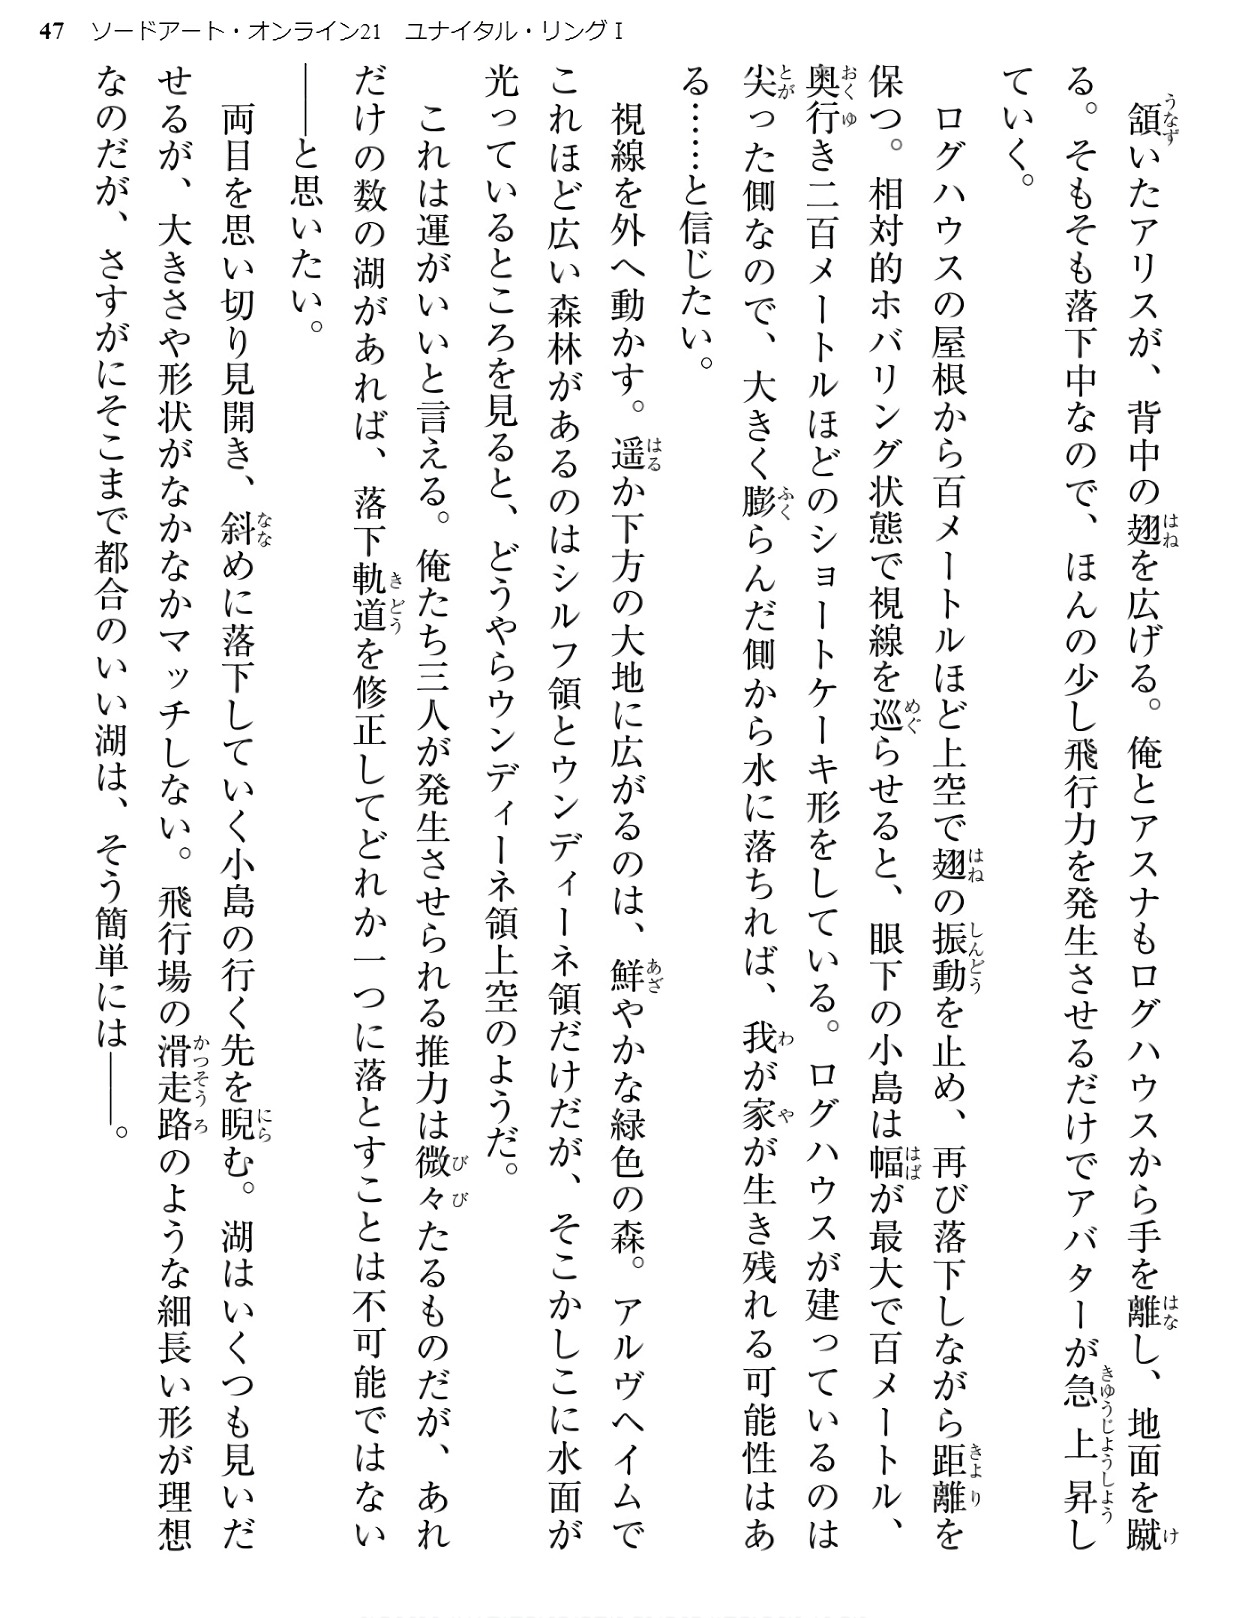 47 ソードアート・オンライン21 ユナイタル・リングⅠ
　頷いたアリスが、背中の翅を広げる。俺とアスナもログハウスから手を離し、地面を蹴
る。そもそも落下中なので、ほんの少し飛行力を発生させるだけでアバターが急上昇し
ていく。
　ログハウスの屋根から百メートルほど上空で翅の振動を止め、再び落下しながら距離を
保つ。相対的ホバリング状態で視線を巡らせると、眼下の小島は幅が最大で百メートル、
奥行き二百メートルほどのショートケーキ形をしている。ログハウスが建っているのは
尖った側なので、大きく膨らんだ側から水に落ちれば、我が家が生き残れる可能性はあ
る……と信じたい。
　視線を外へ動かす。遥か下方の大地に広がるのは、鮮やかな緑色の森。アルヴヘイムで
これほど広い森林があるのはシルフ領とウンディーネ領だけだが、そこかしこに水面が
光っているところを見ると、どうやらウンディーネ領上空のようだ。
　これは運がいいと言える。俺たち三人が発生させられる推力は微々たるものだが、あれ
だけの数の湖があれば、落下軌道を修正してどれか一つに落とすことは不可能ではない
――と思いたい。
　両目を思い切り見開き、斜めに落下していく小島の行く先を睨む。湖はいくつも見いだ
せるが、大きさや形状がなかなかマッチしない。飛行場の滑走路のような細長い形が理想
なのだが、さすがにそこまで都合のいい湖は、そう簡単には――。